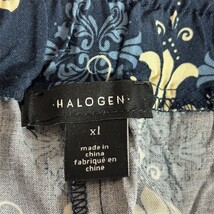 ·HALOGEN·
xl
made in
china
fabriqué en
chine